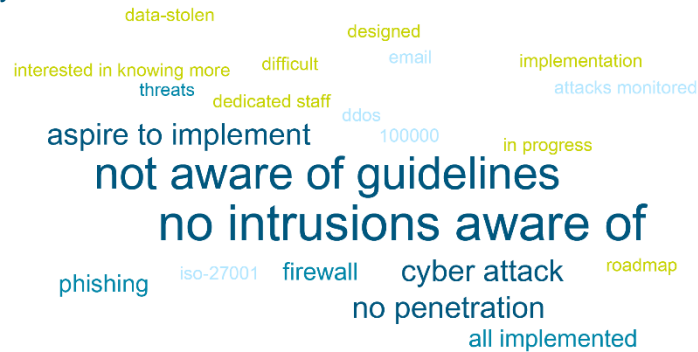 data-stolen
designed
email
implementation
interested in knowing more
difficult
threats
attacks monitored
dedicated staff
ddos
aspire to implement
100000
in progress
not aware of guidelines
no intrusions aware of
phishing
iso-27001
firewall
cyber attack
roadmap
no penetration
all implemented